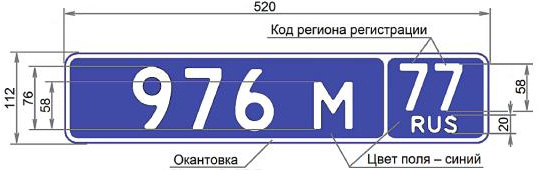 520
Код региона регистрации
112
76
58
976 М
77
RUS
58
20
Окантовка
Цвет поля – синий